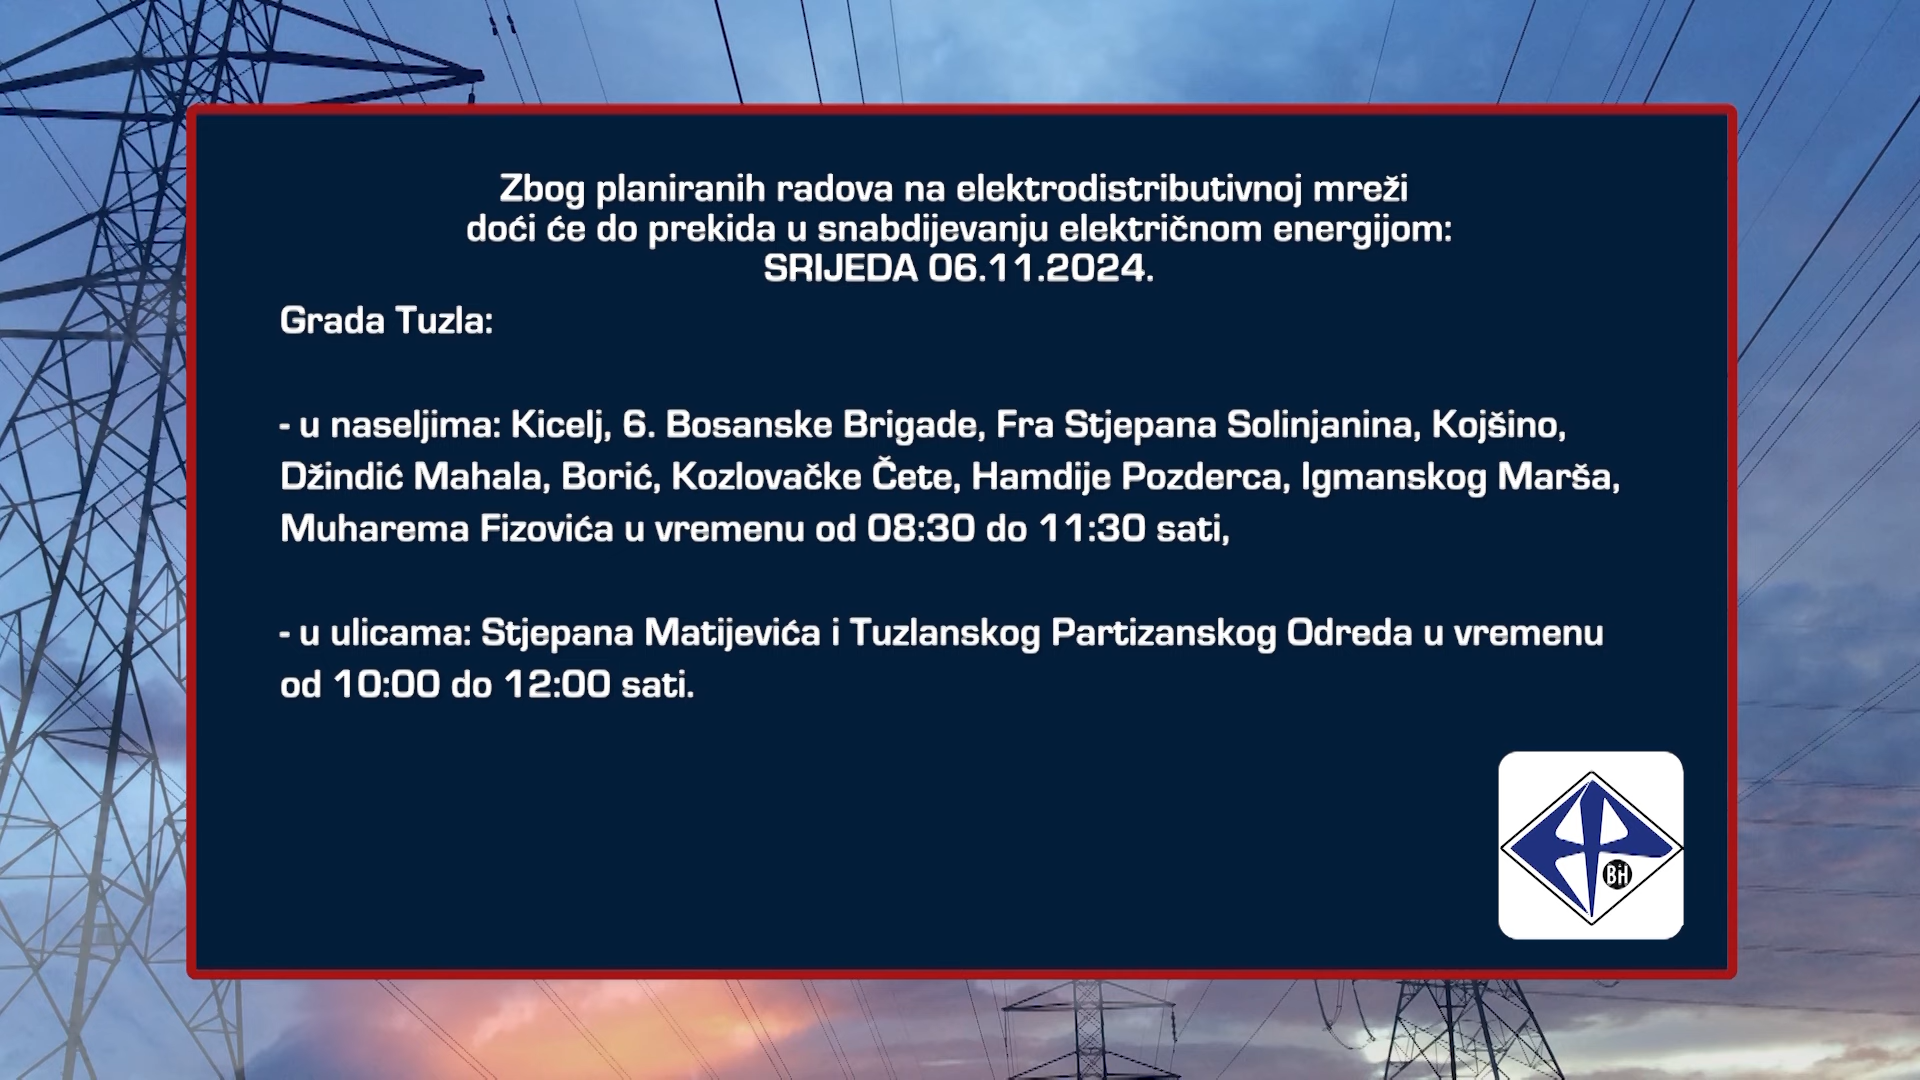 Zbog planiranih radova na elektrodistributivnoj mreži
doći će do prekida u snabdijevanju električnom energijom:
SRIJEDA 06.11.2024.
Grada Tuzla:
- u naseljima: Kicelj, 6. Bosanske Brigade, Fra Stjepana Solinjanina, Kojšino,
Džindić Mahala, Borić, Kozlovačke Čete, Hamdije Pozderca, Igmanskog Marša,
Muharema Fizovića u vremenu od 08:30 do 11:30 sati,
- u ulicama: Stjepana Matijevića i Tuzlanskog Partizanskog Odreda u vremenu
od 10:00 do 12:00 sati.
BiH